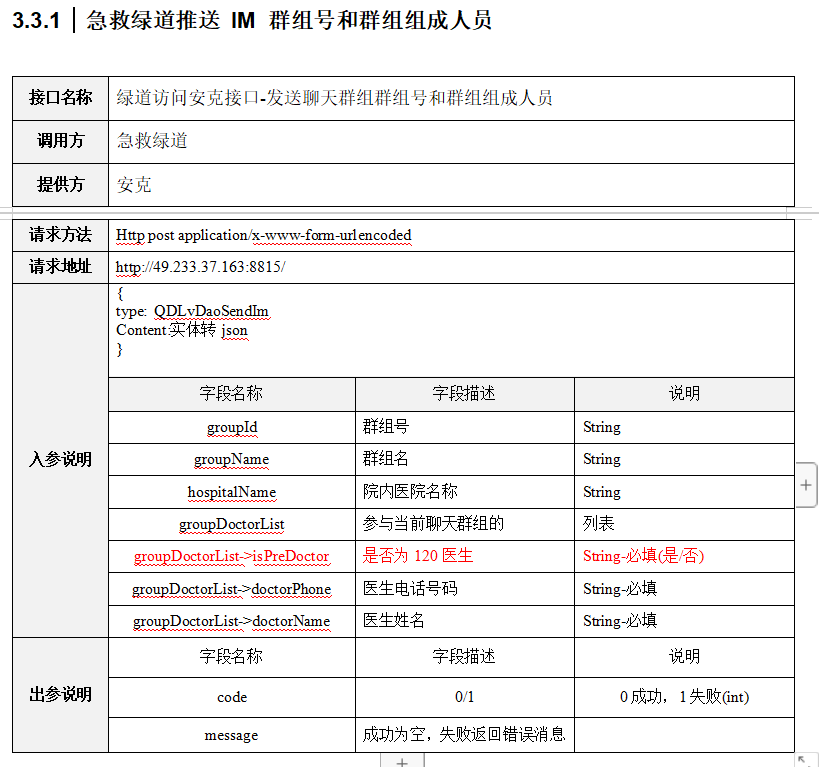 3.3.1 急救绿道推送 IM 群组号和群组组成人员
接口名称 绿道访问安克接口-发送聊天群组群组号和群组组成人员
调用方 急救绿道
提供方 安克
请求方法 Http post application/x-www-form-urlencoded
请求地址 http://49.233.37.163:8815/
入参说明
{
type: QDLvDaoSendIm
Content实体转 json
}
字段名称 字段描述 说明
groupId 群组号 String
groupName 群组名 String
hospitalName 院内医院名称 String
groupDoctorList 参与当前聊天群组的 列表
groupDoctorList->isPreDoctor 是否为 120 医生 String-必填(是/否)
groupDoctorList->doctorPhone 医生电话号码 String-必填
groupDoctorList->doctorName 医生姓名 String-必填
出参说明
字段名称 字段描述 说明
code 0/1 0成功，1失败(int)
message 成功为空，失败返回错误消息